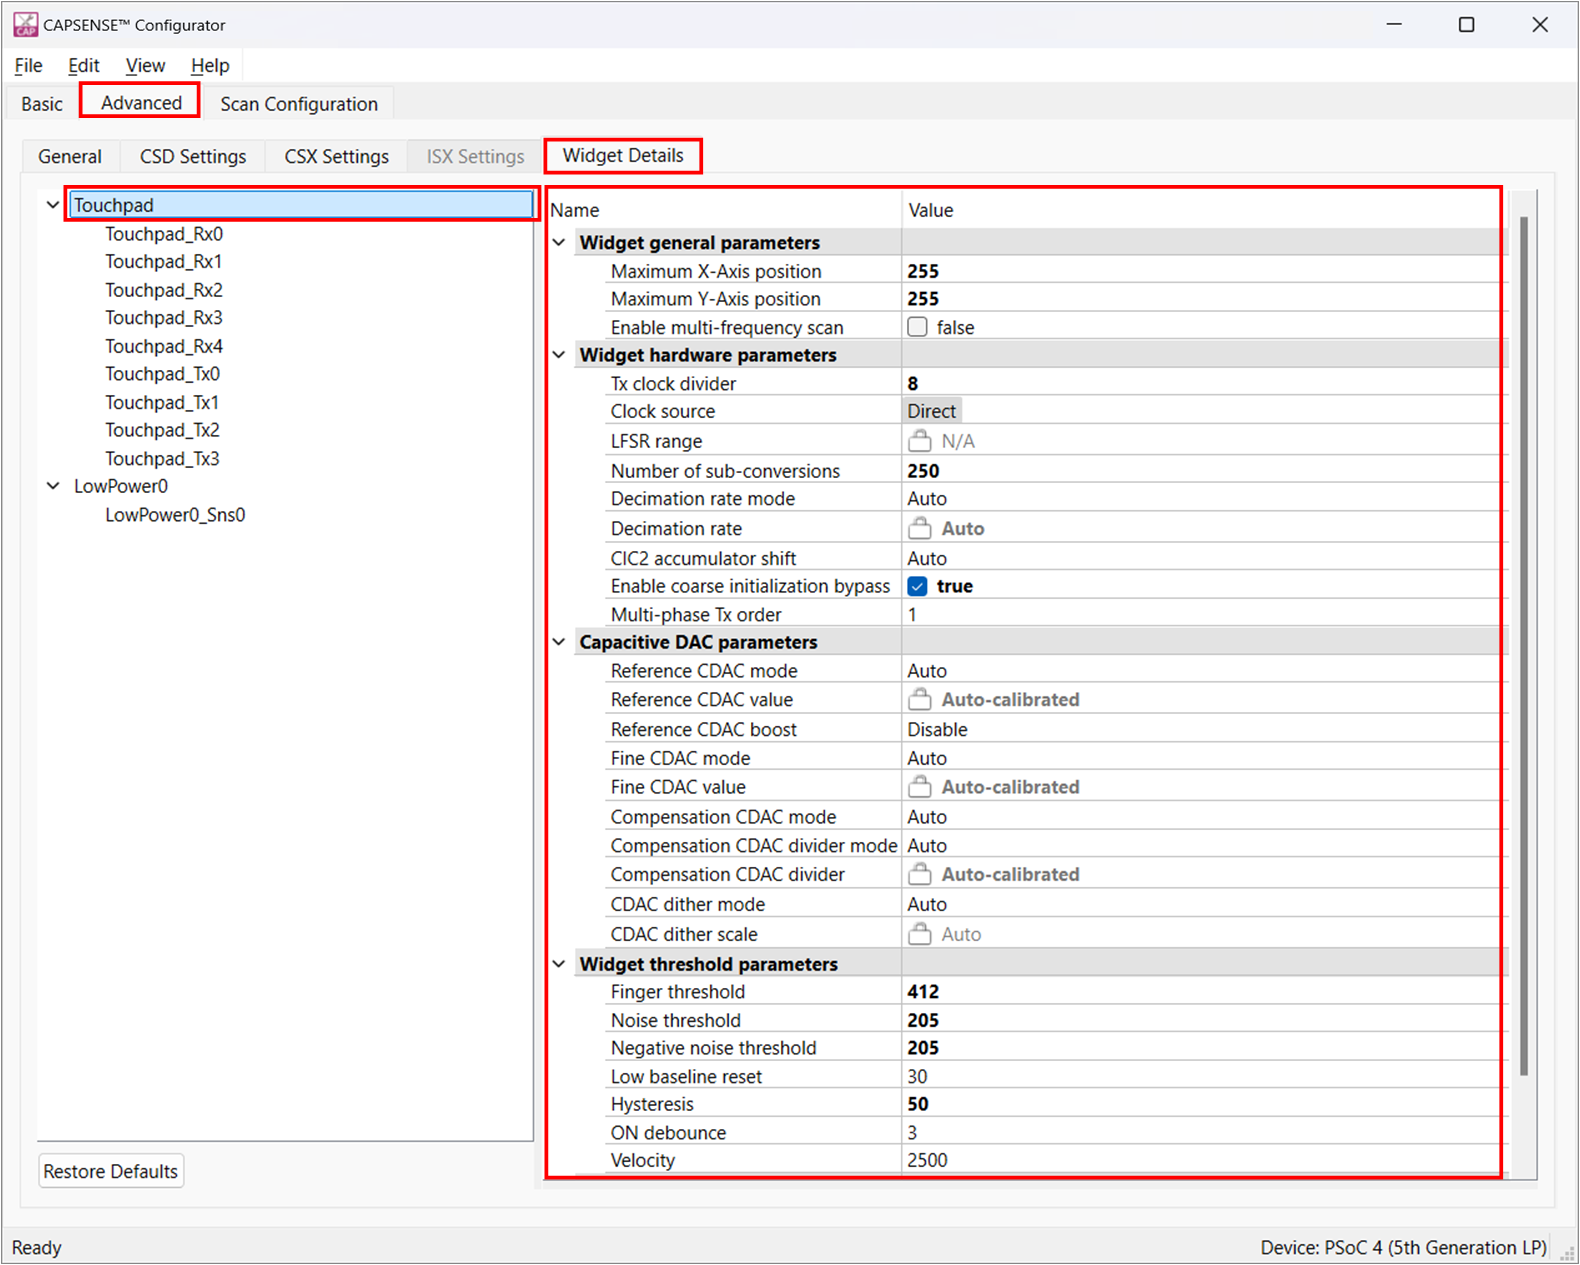 CAPSENSE™ Configurator
File Edit View Help
Basic Advanced Scan Configuration
General CSD Settings CSX Settings ISX Settings Widget Details
Touchpad
Touchpad_Rx0
Touchpad_Rx1
Touchpad_Rx2
Touchpad_Rx3
Touchpad_Rx4
Touchpad_Tx0
Touchpad_Tx1
Touchpad_Tx2
Touchpad_Tx3
LowPower0
LowPower0_Sns0
Restore Defaults
Name Value
Widget general parameters
Maximum X-Axis position 255
Maximum Y-Axis position 255
Enable multi-frequency scan false
Widget hardware parameters
Tx clock divider 8
Clock source Direct
LFSR range N/A
Number of sub-conversions 250
Decimation rate mode Auto
Decimation rate Auto
CIC2 accumulator shift Auto
Enable coarse initialization bypass true
Multi-phase Tx order 1
Capacitive DAC parameters
Reference CDAC mode Auto
Reference CDAC value Auto-calibrated
Reference CDAC boost Disable
Fine CDAC mode Auto
Fine CDAC value Auto-calibrated
Compensation CDAC mode Auto
Compensation CDAC divider mode Auto
Compensation CDAC divider Auto-calibrated
CDAC dither mode Auto
CDAC dither scale Auto
Widget threshold parameters
Finger threshold 412
Noise threshold 205
Negative noise threshold 205
Low baseline reset 30
Hysteresis 50
ON debounce 3
Velocity 2500
Ready Device: PSoC 4 (5th Generation LP)